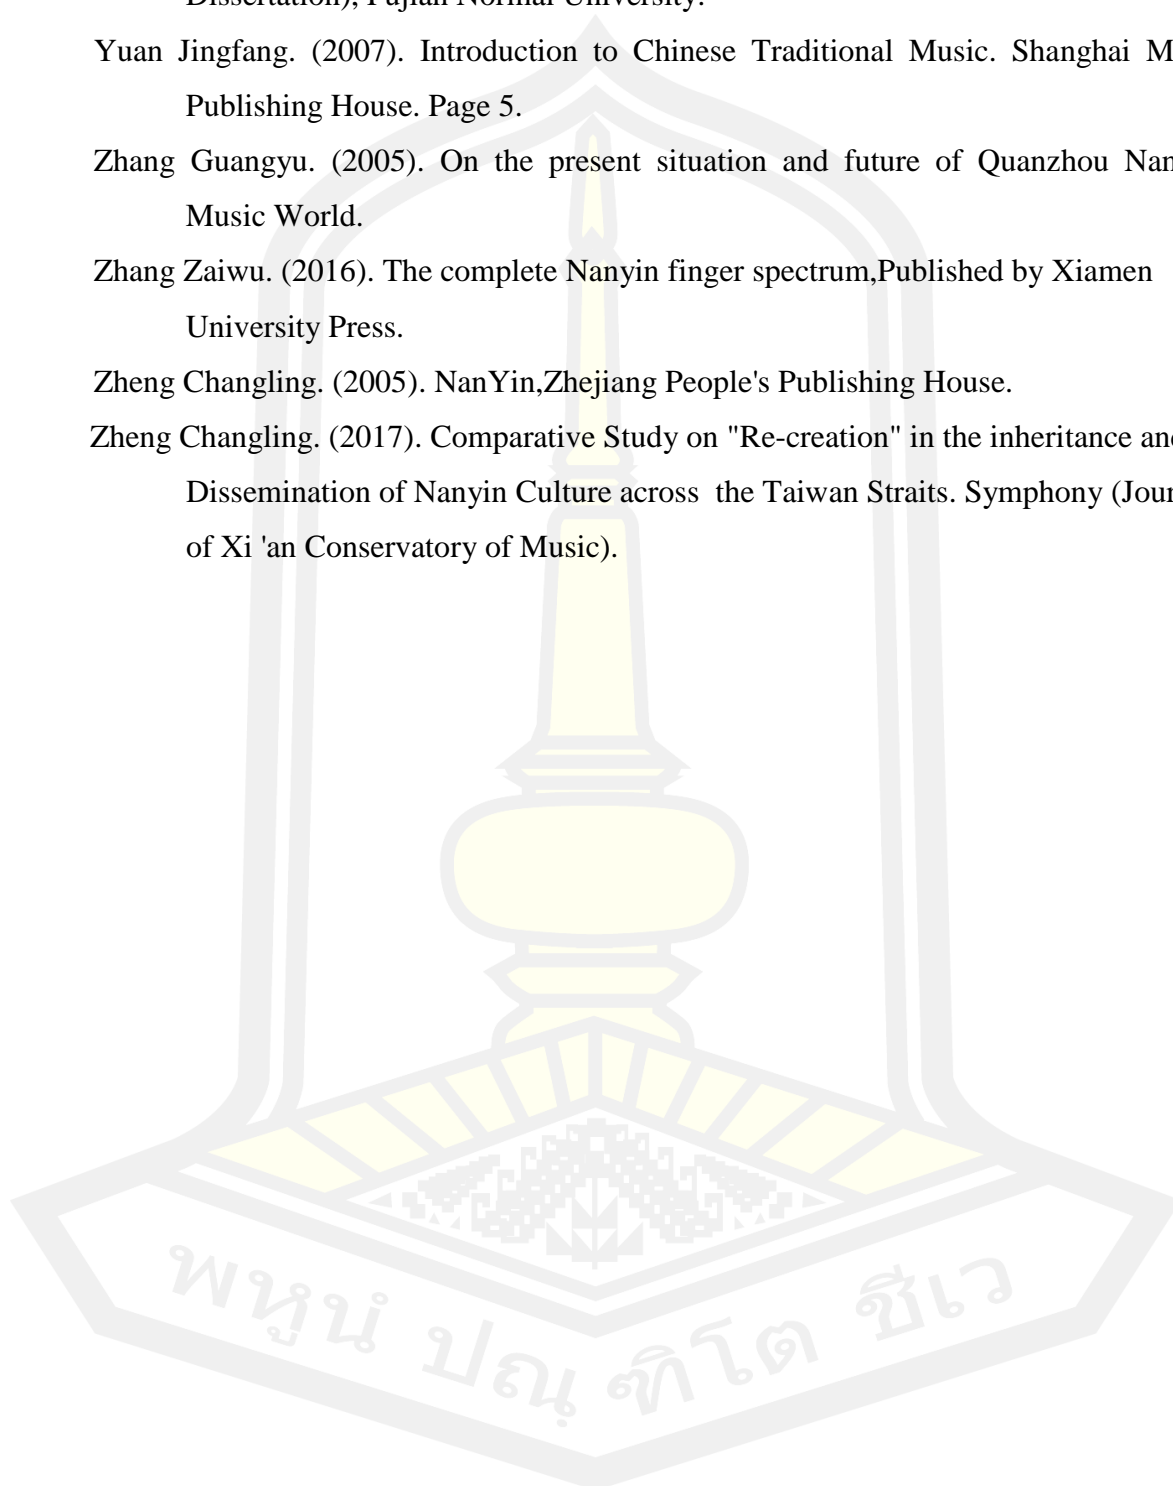 Dissertation), Fujian Normal University.
Yuan Jingfang. (2007). Introduction to Chinese Traditional Music. Shanghai
Publishing House. Page 5.
Zhang Guangyu. (2005). On the present situation and future of Quanzhou
Music World.
Zhang Zaiwu. (2016). The complete Nanyin finger spectrum,Published by Xiamen
University Press.
Zheng Changling. (2005). NanYin,Zhejiang People's Publishing House.
Zheng Changling. (2017). Comparative Study on "Re-creation" in the inheritance
Dissemination of Nanyin Culture across the Taiwan Straits. Symphony
of Xi 'an Conservatory of Music).
พหูนํ ปณฺฑิโต ชีเว